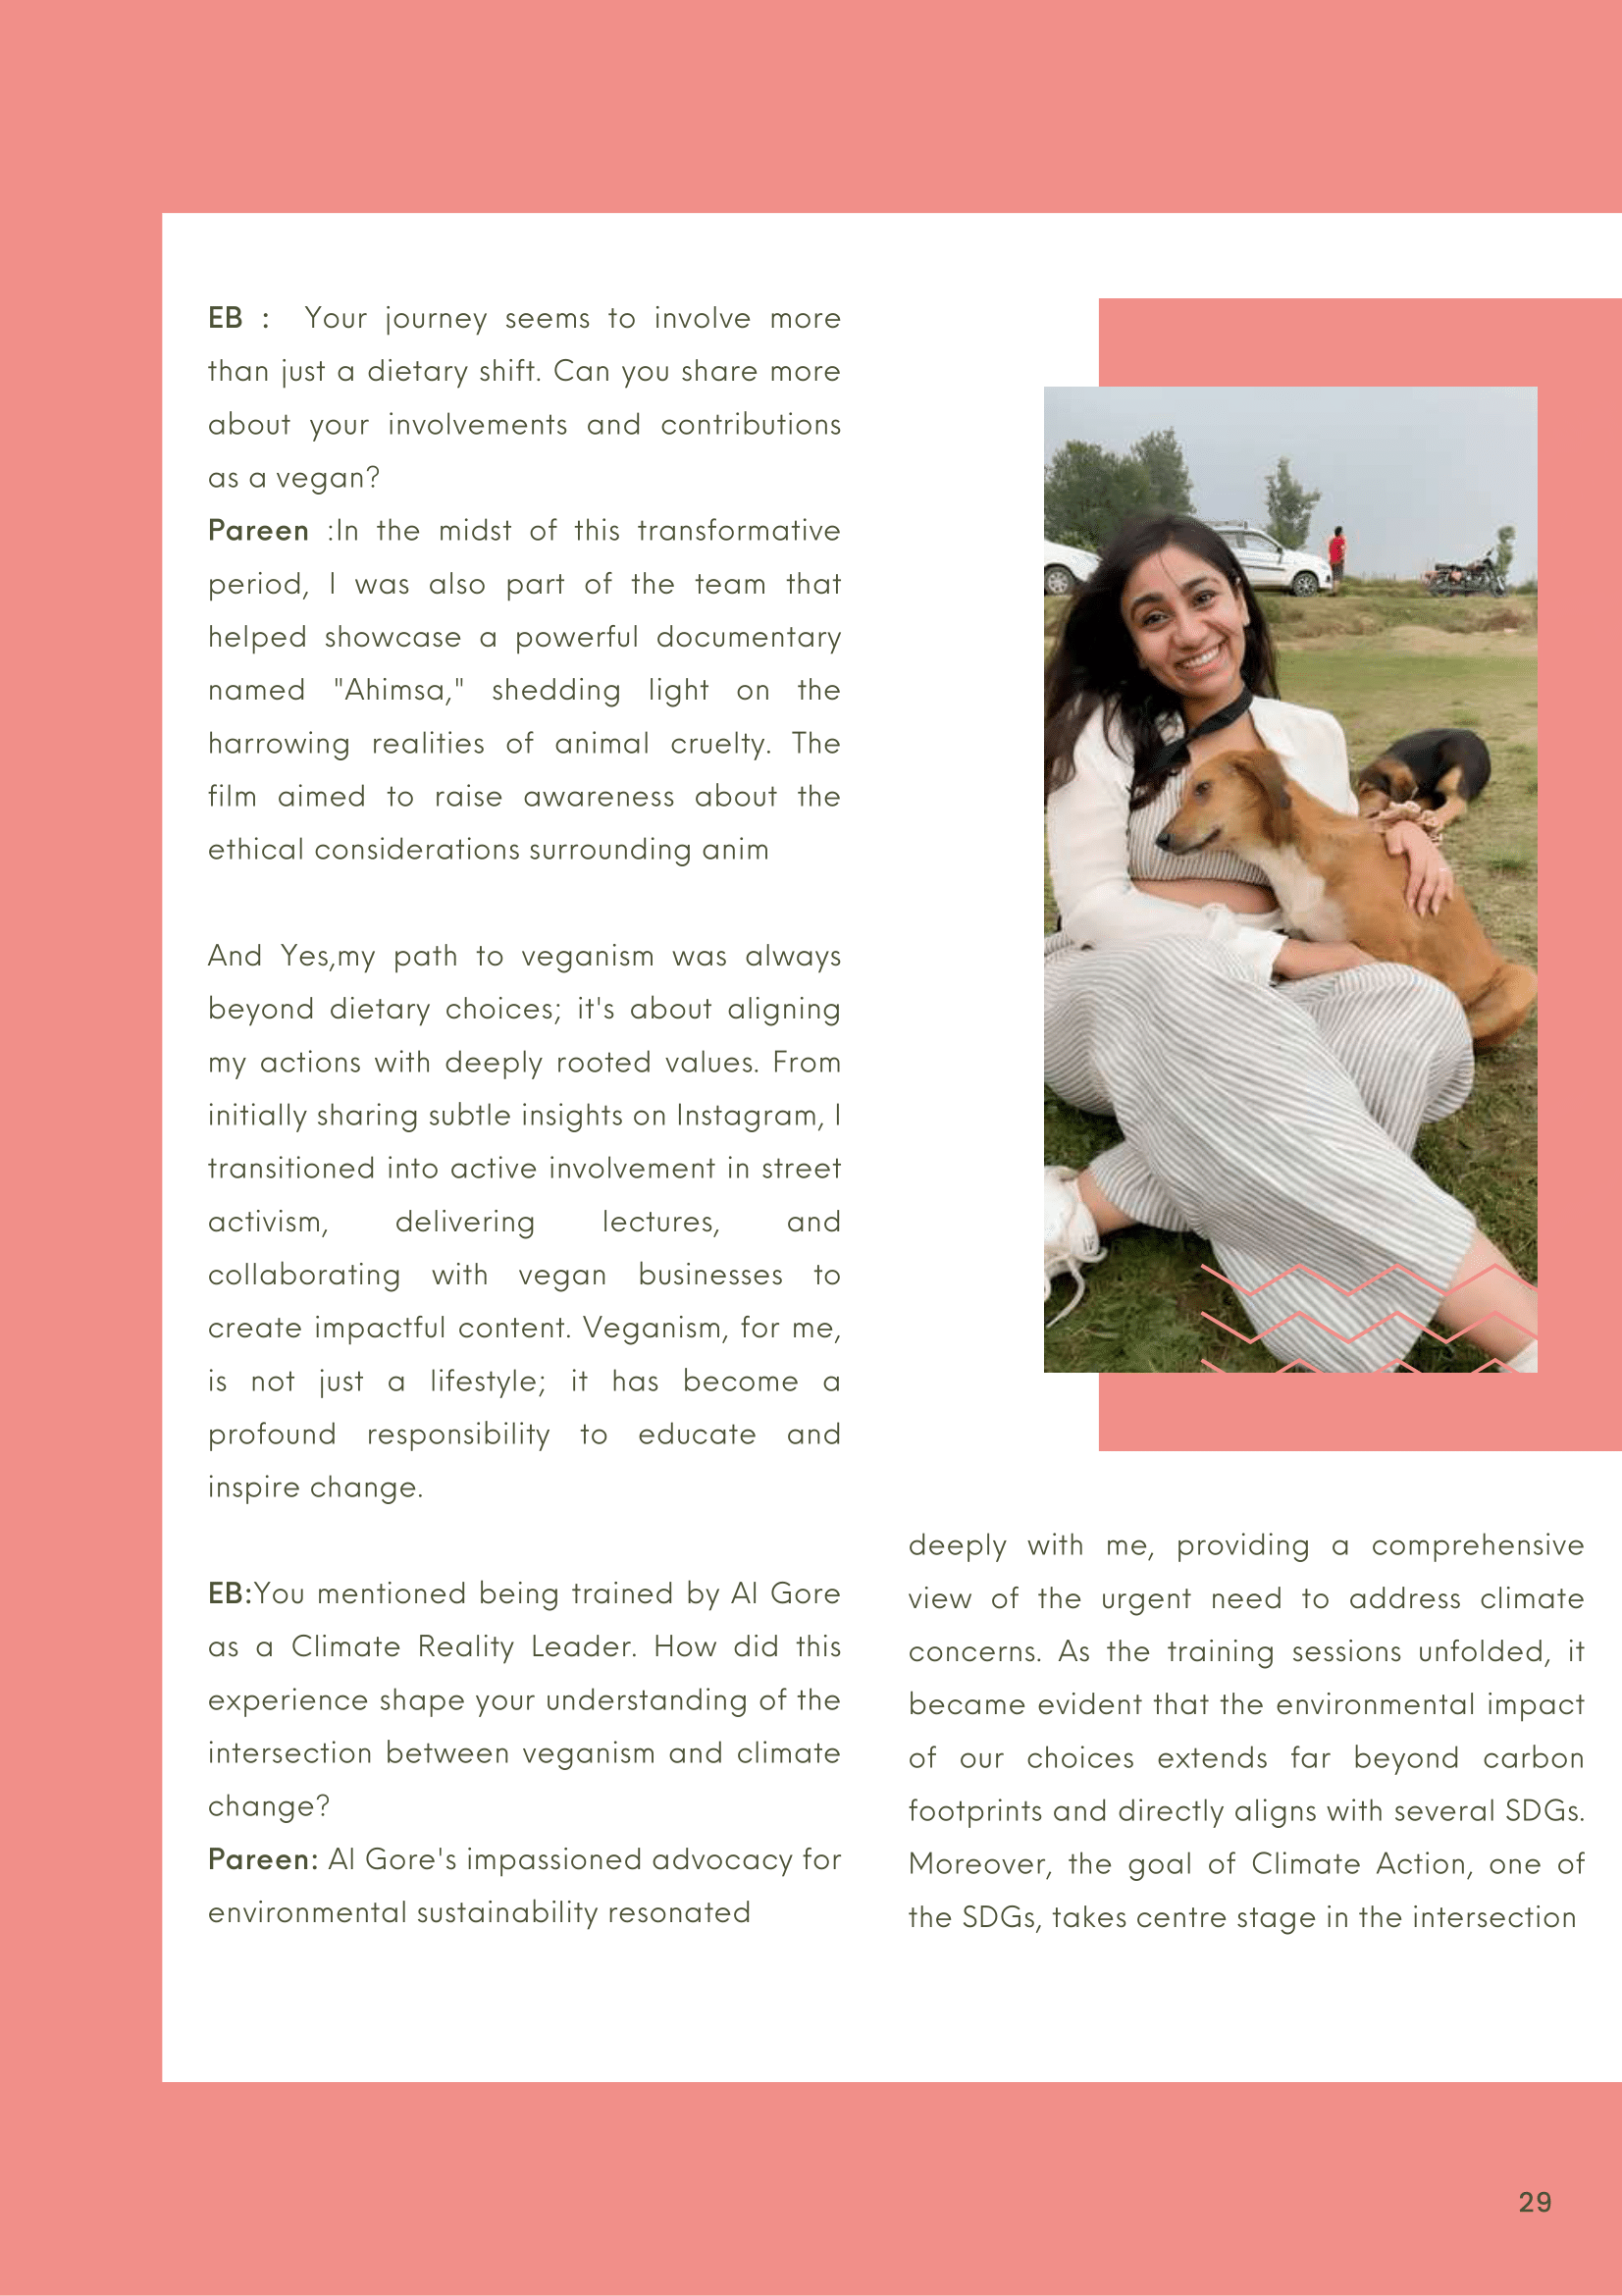 EB : Your journey seems to involve more
than just a dietary shift. Can you share more
about your involvements and contributions
as a vegan?
Pareen :In the midst of this transformative
period, I was also part of the team that
helped showcase a powerful documentary
named "Ahimsa," shedding light on the
harrowing realities of animal cruelty. The
film aimed to raise awareness about the
ethical considerations surrounding anim
And Yes,my path to veganism was always
beyond dietary choices; it's about aligning
my actions with deeply rooted values. From
initially sharing subtle insights on Instagram, I
transitioned into active involvement in street
activism, delivering lectures, and
collaborating with vegan businesses to
create impactful content. Veganism, for me,
is not just a lifestyle; it has become a
profound responsibility to educate and
inspire change.
EB:You mentioned being trained by Al Gore
as a Climate Reality Leader. How did this
experience shape your understanding of the
intersection between veganism and climate
change?
Pareen: Al Gore's impassioned advocacy for
environmental sustainability resonated
deeply with me, providing a comprehensive
view of the urgent need to address climate
concerns. As the training sessions unfolded, it
became evident that the environmental impact
of our choices extends far beyond carbon
footprints and directly aligns with several SDGs.
Moreover, the goal of Climate Action, one of
the SDGs, takes centre stage in the intersection
29